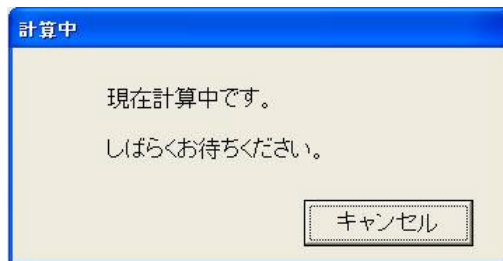 計算中
現在計算中です。
しばらくお待ちください。
キャンセル